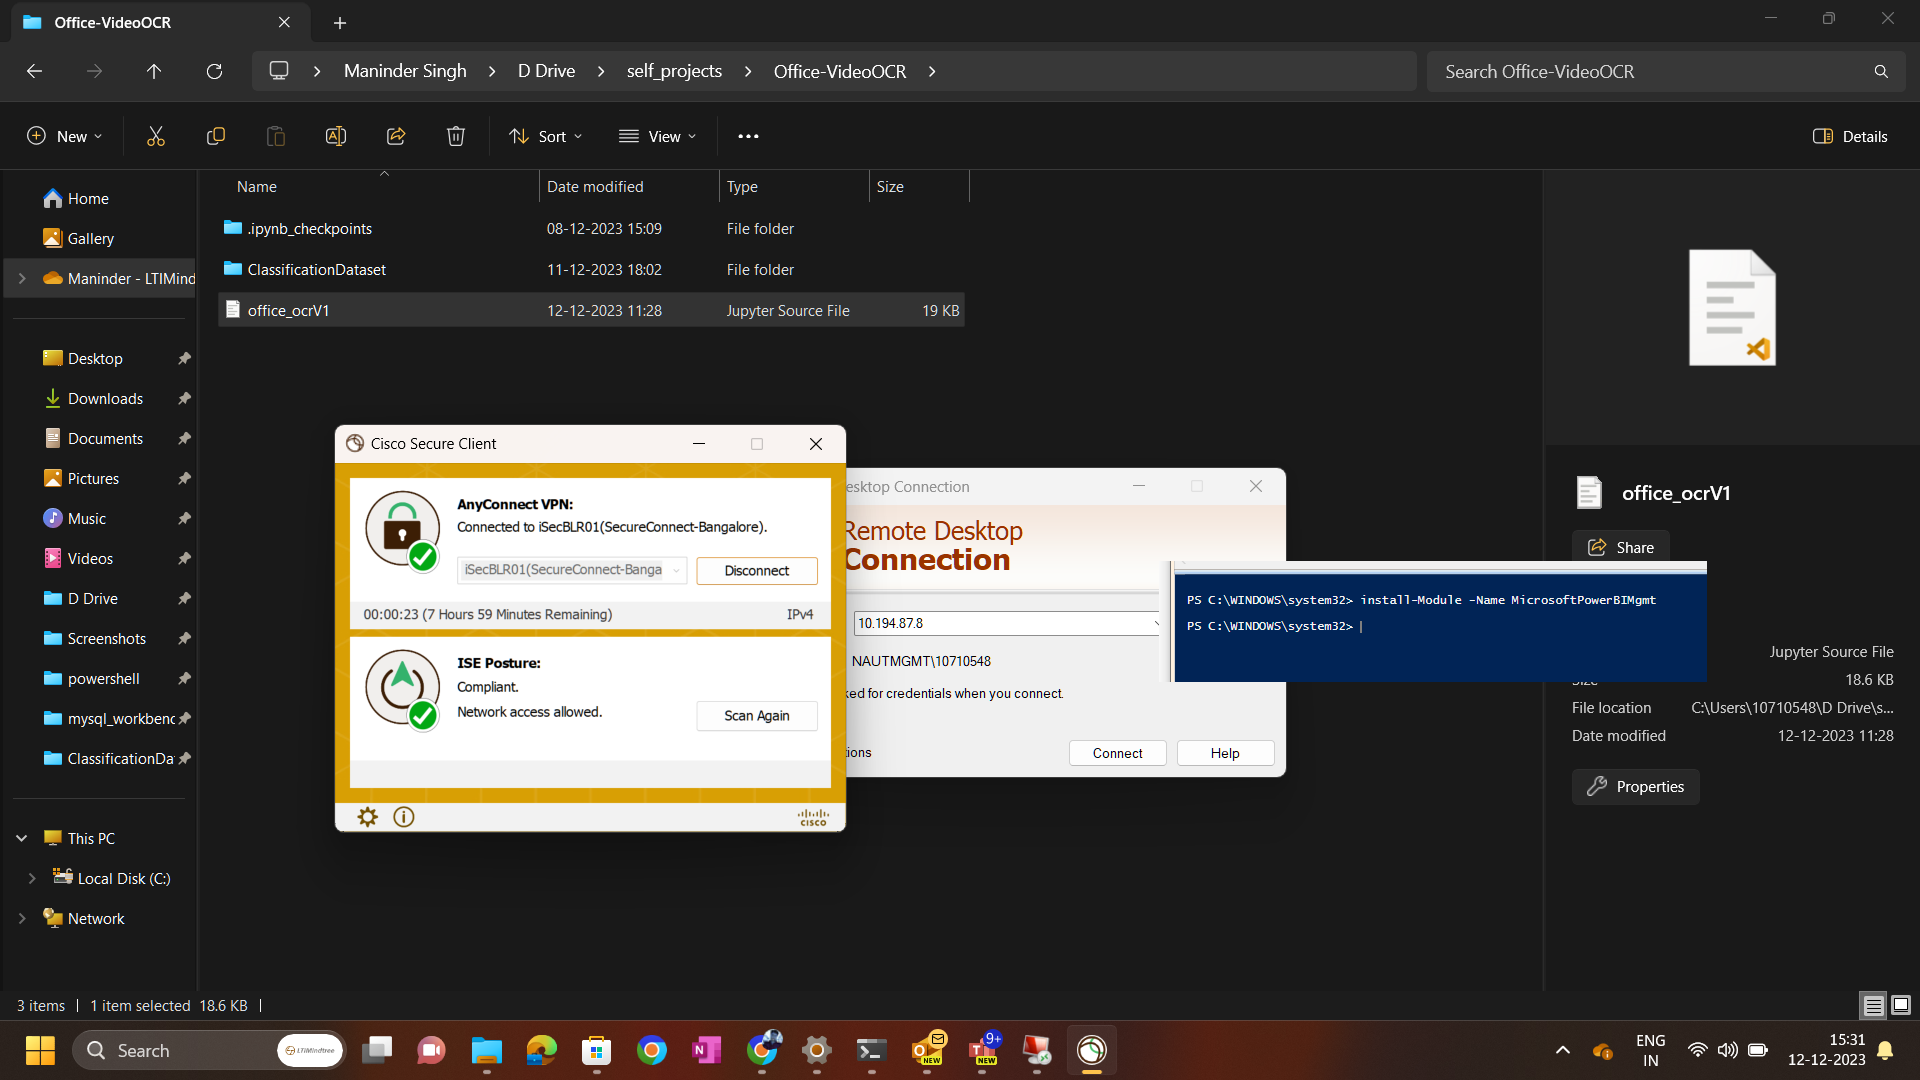 Office-VideoOCR
Maninder Singh
D Drive
self_projects
Office-VideoOCR
Search Office-VideoOCR
New
Sort
View
Details
Name
Date modified
Type
Size
Home
.ipynb_checkpoints
08-12-2023 15:09
File folder
Gallery
ClassificationDataset
11-12-2023 18:02
File folder
Maninder - LTIMind
office_ocrV1
12-12-2023 11:28
Jupyter Source File
19 KB
Desktop
Downloads
Documents
Pictures
Music
Videos
D Drive
Screenshots
powershell
mysql_workbenc
ClassificationDa
This PC
Local Disk (C:)
Network
Cisco Secure Client
AnyConnect VPN:
Connected to iSecBLR01(SecureConnect-Bangalore).
iSecBLR01(SecureConnect-Banga
Disconnect
00:00:23 (7 Hours 59 Minutes Remaining)
IPv4
ISE Posture:
Compliant.
Network access allowed.
Scan Again
CISCO
esktop Connection
Remote Desktop
Connection
10.194.87.8
NAUTMGMT\10710548
ked for credentials when you connect.
tions
Connect
Help
PS C:\WINDOWS\system32> install-Module -Name MicrosoftPowerBIMgmt
PS C:\WINDOWS\system32>
office_ocrV1
Share
Jupyter Source File
Size
18.6 KB
File location
C:\Users\10710548\D Drive\s...
Date modified
12-12-2023 11:28
Properties
3 items
1 item selected 18.6 KB
Search
LTIMindtree
NEW
9+
NEW
ENG
IN
15:31
12-12-2023